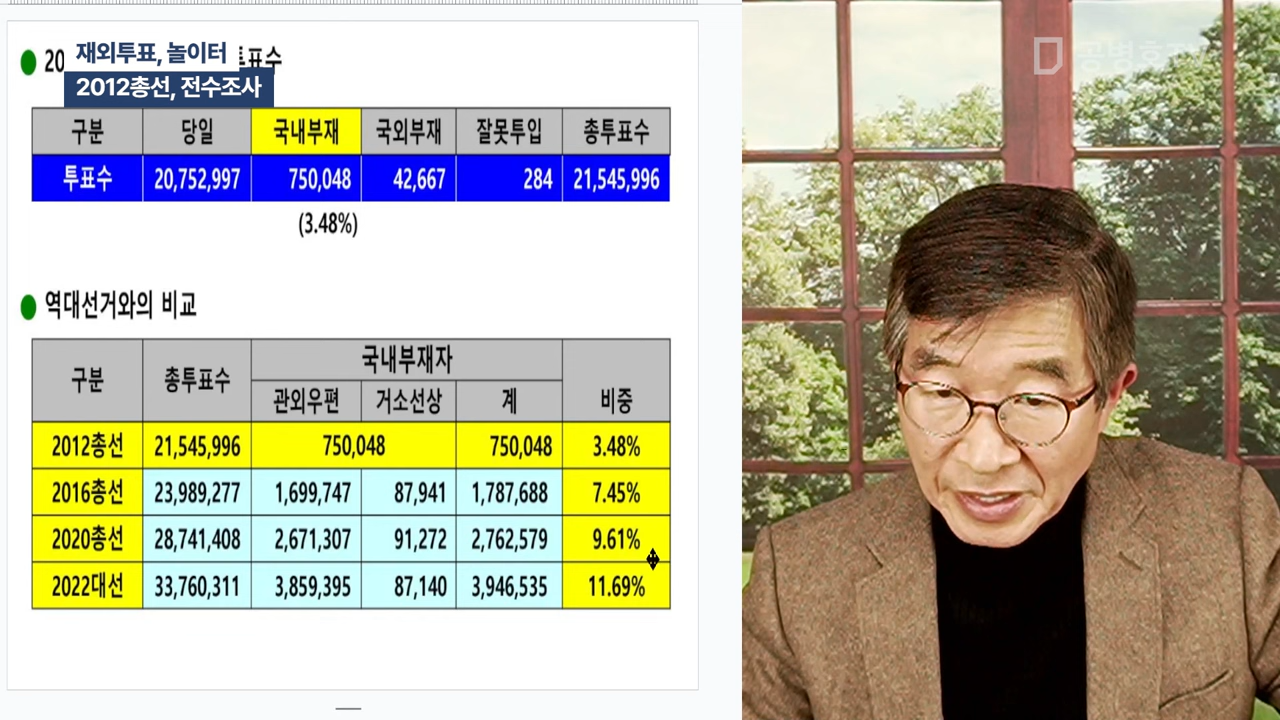 재외투표, 놀이터
2012총선, 전수조사
20 투표수
구분 당일 국내부재 국외부재 잘못투입 총투표수
투표수 20,752,997 750,048 42,667 284 21,545,996
(3.48%)
역대선거와의 비교
구분 총투표수 국내부재자 비중
관외우편 거소선상 계
2012총선 21,545,996 750,048 750,048 3.48%
2016총선 23,989,277 1,699,747 87,941 1,787,688 7.45%
2020총선 28,741,408 2,671,307 91,272 2,762,579 9.61%
2022대선 33,760,311 3,859,395 87,140 3,946,535 11.69%